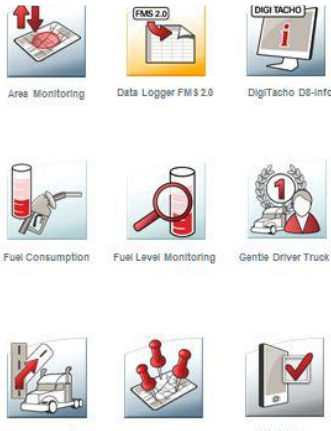 FMS 2.0
DIGI TACHO
i
Area Monitoring
Data Logger FMS 2.0
DigiTacho D8-Info
Fuel Consumption
Fuel Level Monitoring
Gentle Driver Truck
1